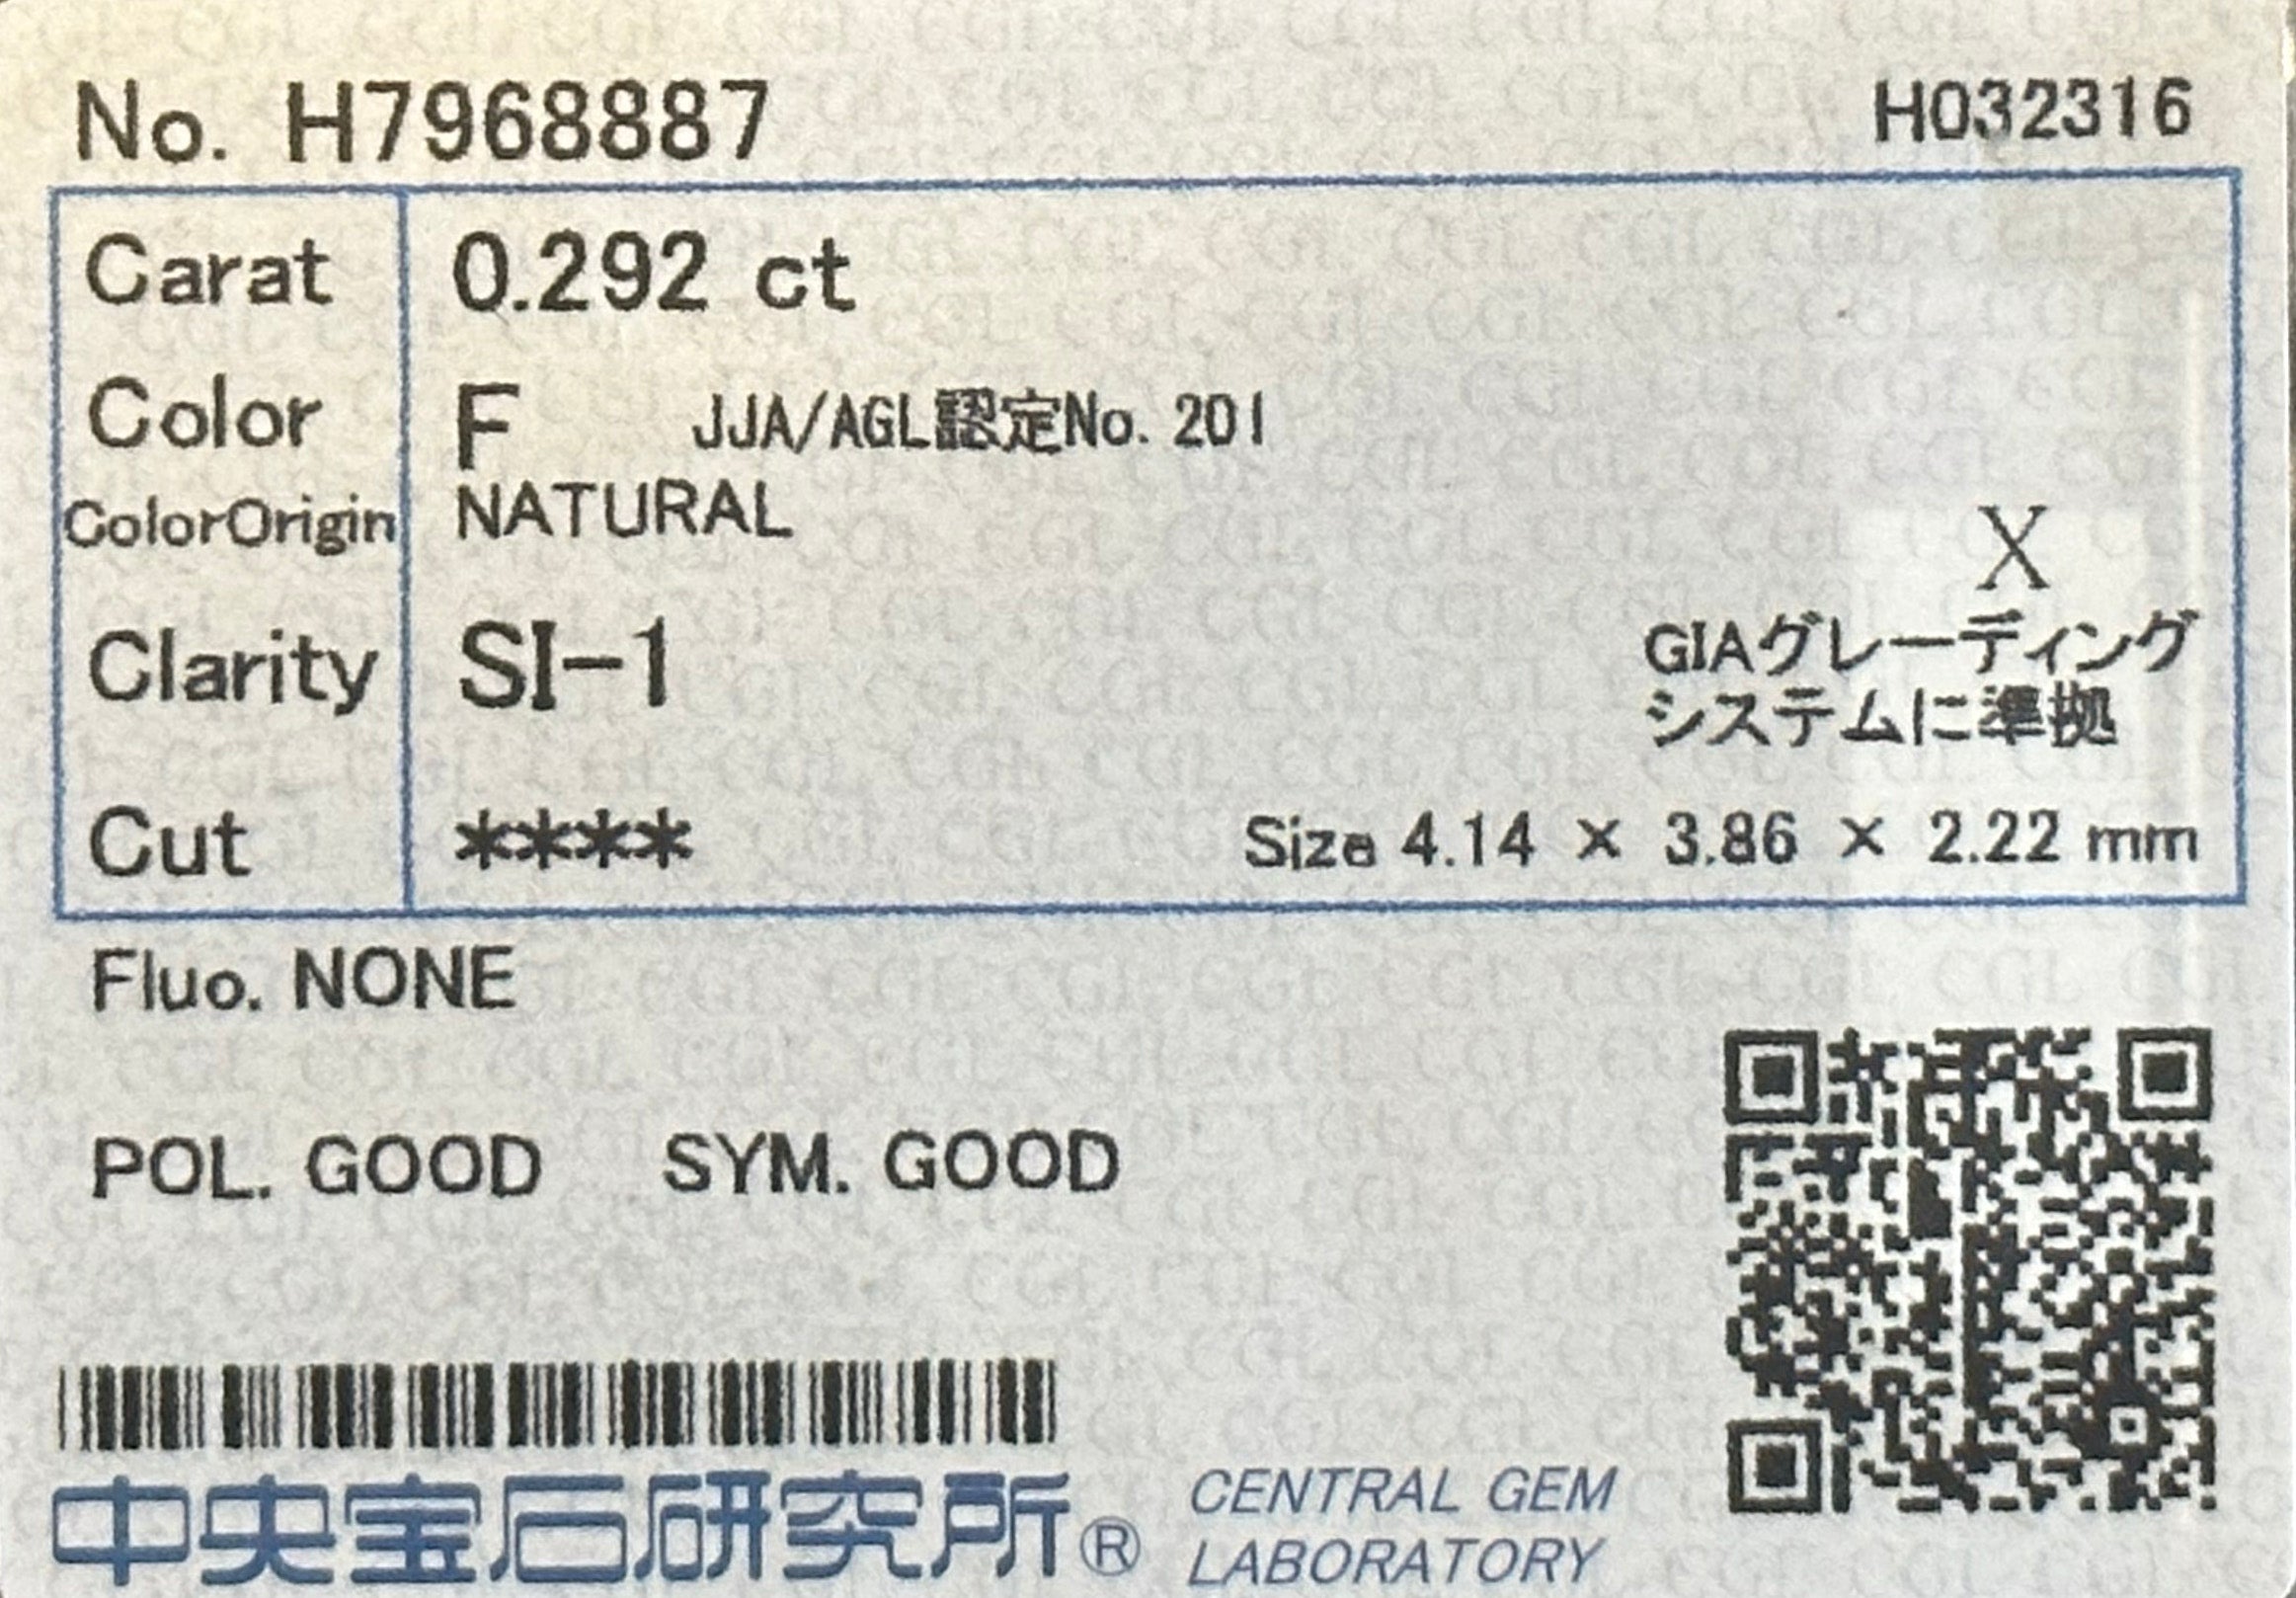 No. H7968887 H032316
Carat 0.292 ct
Color F JJA/AGL認定No. 201
ColorOrigin NATURAL
X
Clarity SI-1
GIAグレーディング
システムに準拠
Cut **** Size 4.14 × 3.86 × 2.22 mm
Fluo. NONE
POL. GOOD SYM. GOOD
中央宝石研究所® CENTRAL GEM
LABORATORY